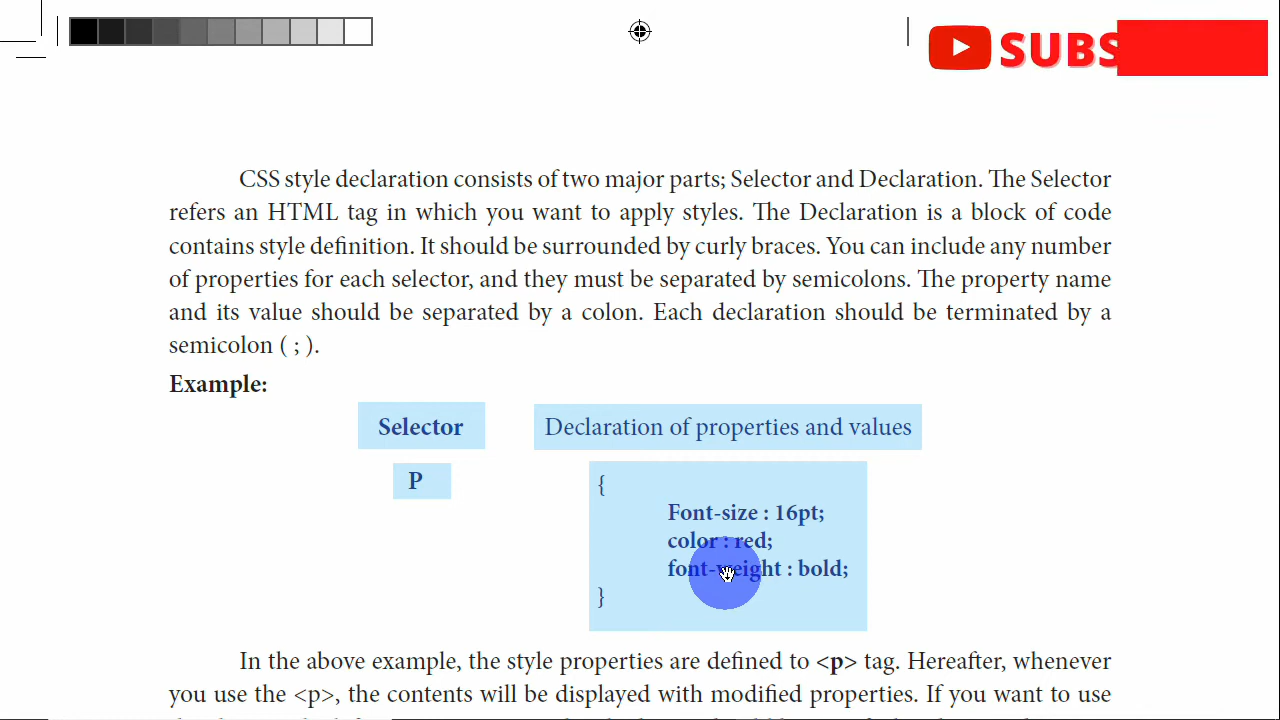 SUBS
CSS style declaration consists of two major parts; Selector and Declaration. The Selector
refers an HTML tag in which you want to apply styles. The Declaration is a block of code
contains style definition. It should be surrounded by curly braces. You can include any number
of properties for each selector, and they must be separated by semicolons. The property name
and its value should be separated by a colon. Each declaration should be terminated by a
semicolon ( ; ).
Example:
Selector Declaration of properties and values
P
{
Font-size : 16pt;
color : red;
font-weight : bold;
}
In the above example, the style properties are defined to <p> tag. Hereafter, whenever
you use the <p>, the contents will be displayed with modified properties. If you want to use